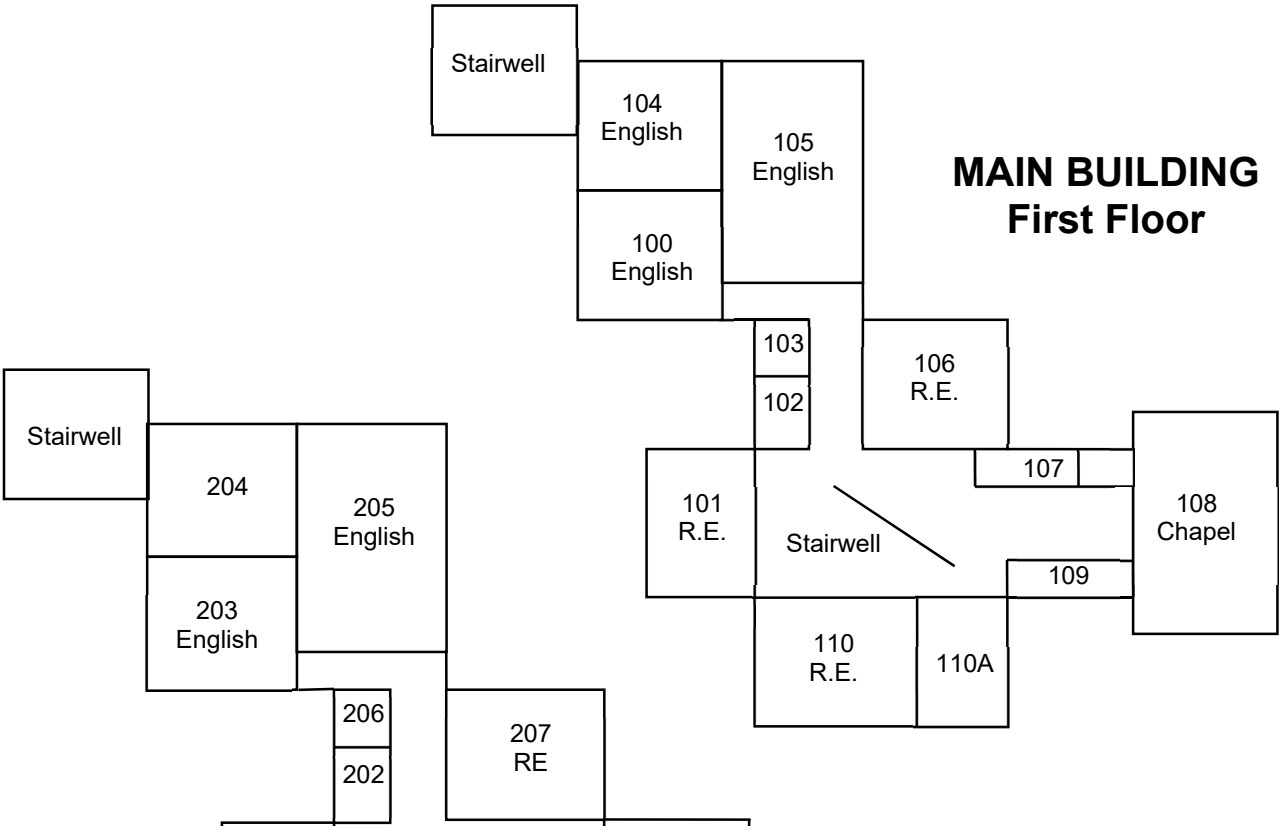 Stairwell
104
English
105
English
MAIN BUILDING
First Floor
100
English
103
102
106
R.E.
107
101
R.E.
Stairwell
108
Chapel
109
110
R.E.
110A
Stairwell
204
205
English
203
English
206
202
207
RE